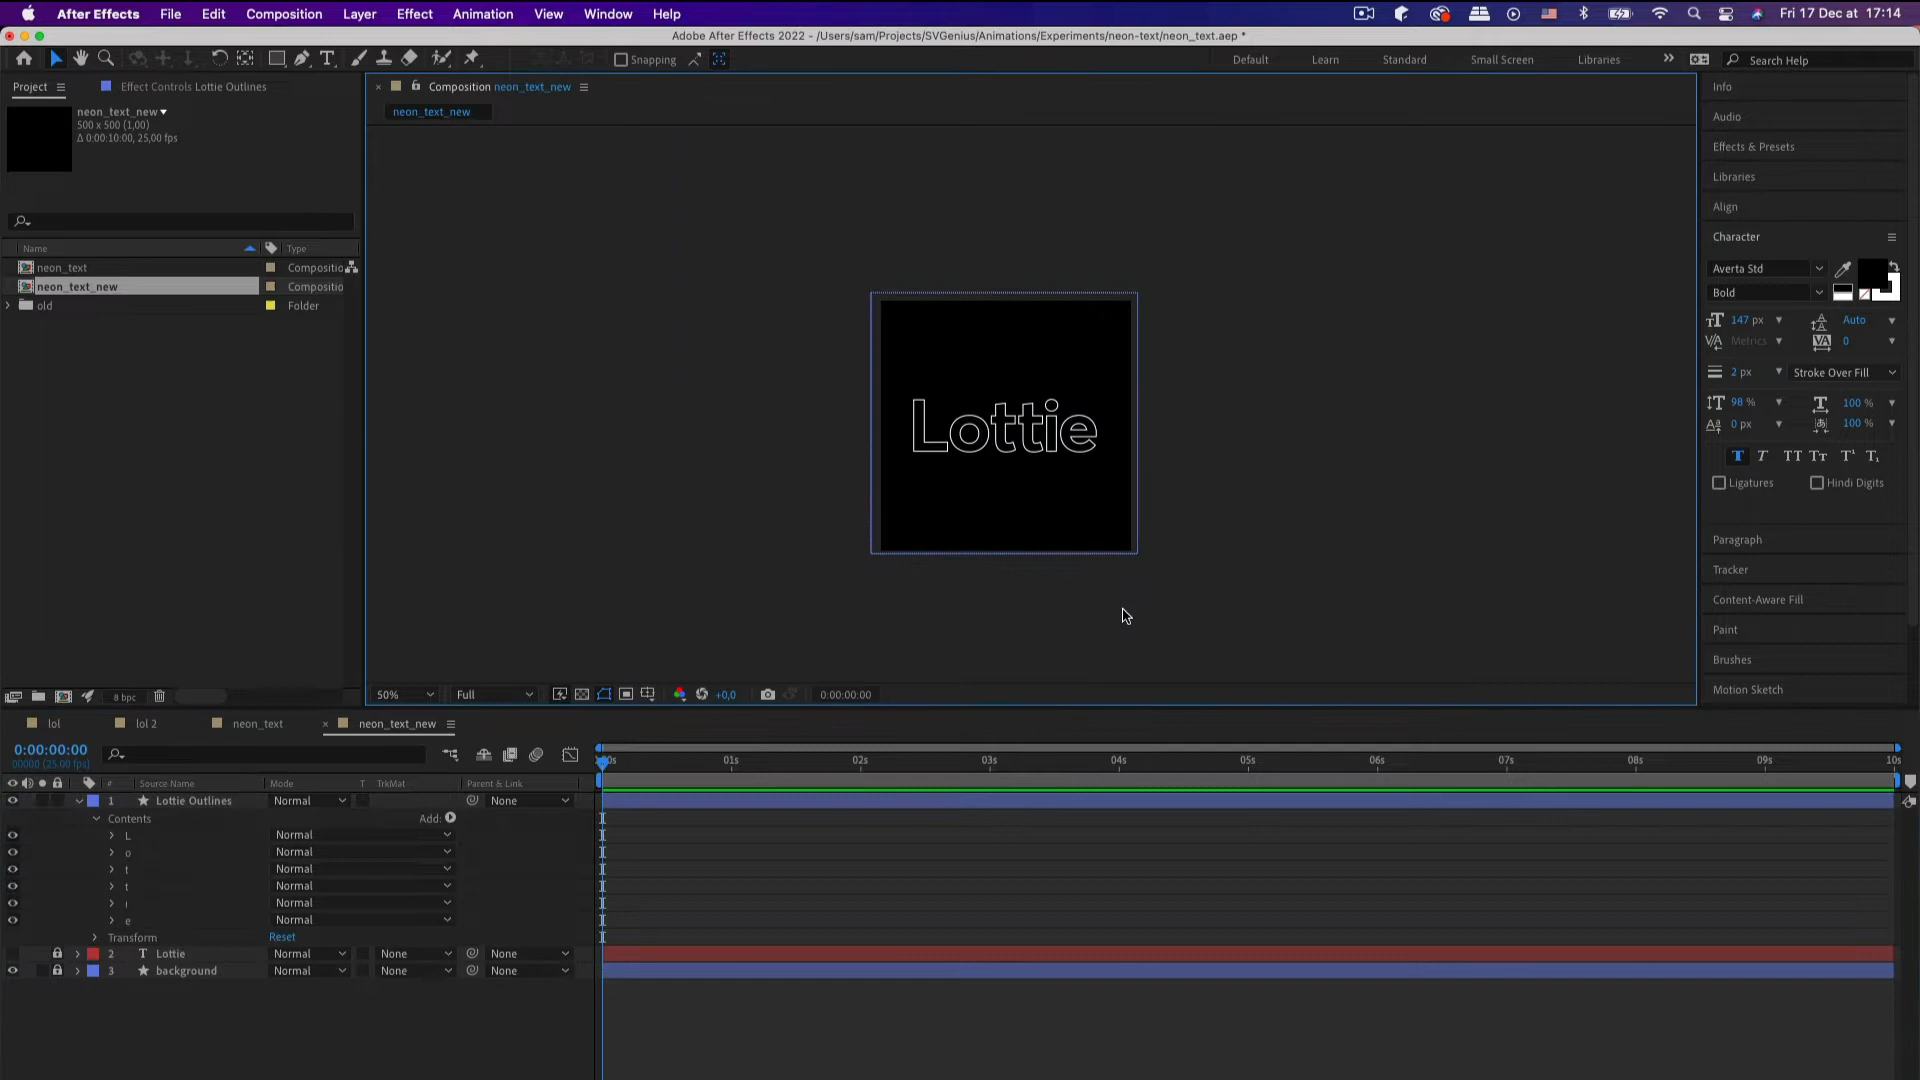 After Effects File Edit Composition Layer Effect Animation View Window Help Fri 17 Dec at 17:14
Adobe After Effects 2022 - /Users/sam/Projects/SVGenius/Animations/Experiments/neon-text/neon_text.aep *
Snapping Default Learn Standard Small Screen Libraries Search Help
Project Effect Controls Lottie Outlines
Composition neon_text_new
neon_text_new
500 x 500 (1,00)
Δ 0:00:10:00, 25,00 fps
neon_text_new
Name Type
neon_text Compositio
neon_text_new Compositio
old Folder
Lottie
Info
Audio
Effects & Presets
Libraries
Align
Character
Averta Std
Bold
147 px Auto
Metrics 0
2 px Stroke Over Fill
98 % 100 %
0 px 100 %
T T TT Tt T¹ T₁
Ligatures Hindi Digits
Paragraph
Tracker
Content-Aware Fill
Paint
Brushes
Motion Sketch
8 bpc
50% Full +0,0 0:00:00:00
lol lol 2 neon_text neon_text_new
0:00:00:00
00000 (25.00 fps)
01s 02s 03s 04s 05s 06s 07s 08s 09s 10s
# Source Name Mode T TrkMat Parent & Link
1 Lottie Outlines Normal None
Contents Add:
L Normal
o Normal
t Normal
t Normal
i Normal
e Normal
Transform Reset
2 T Lottie Normal None None
3 background Normal None None